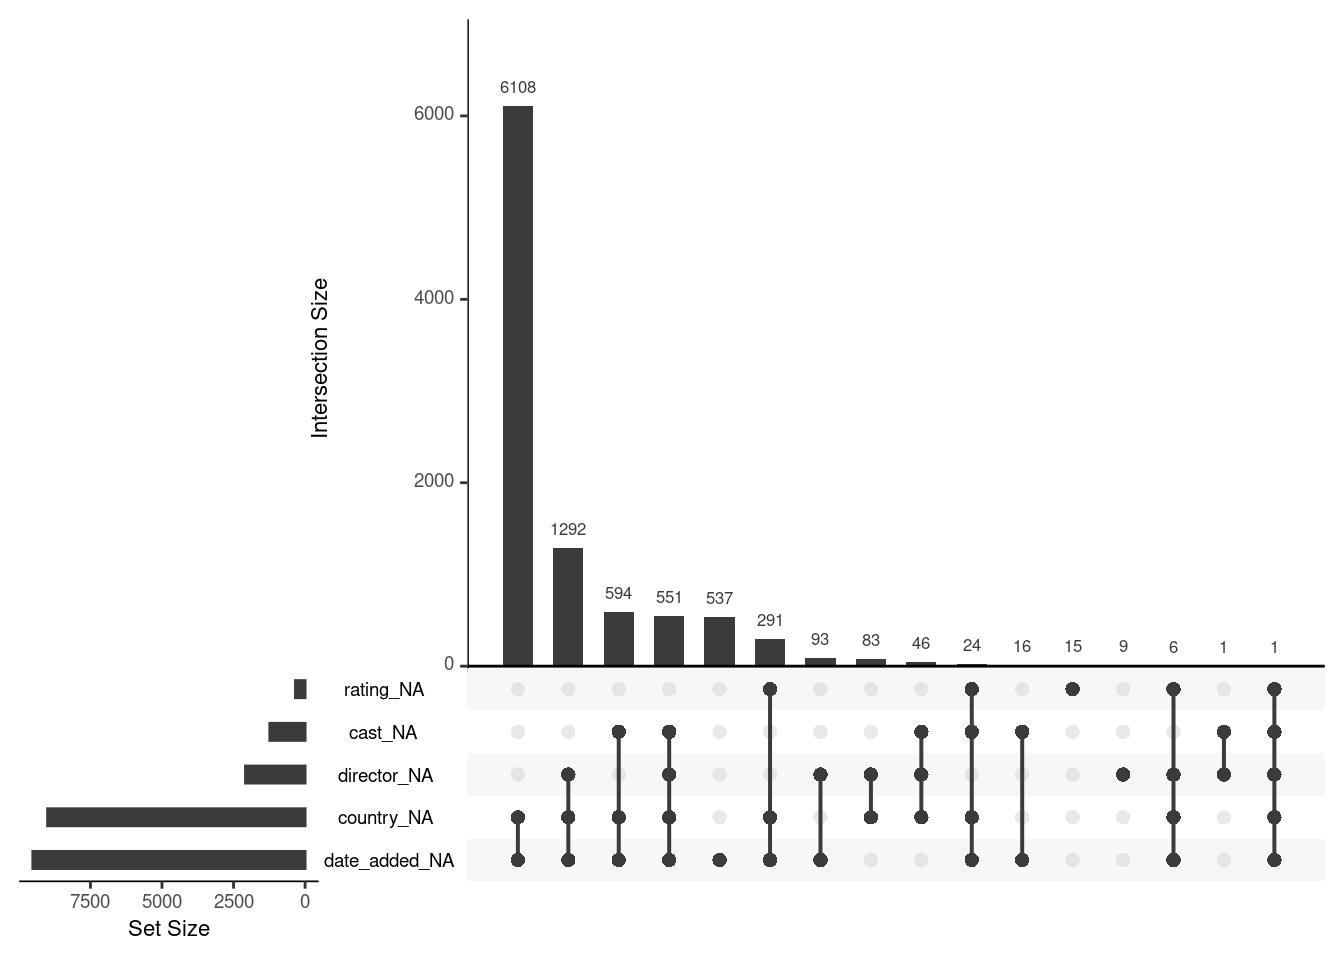 6108
6000
Intersection Size
4000
2000
1292
594
551
537
291
93
83
46
24
16
15
9
6
1
1
0
rating_NA
cast_NA
director_NA
country_NA
date_added_NA
7500 5000 2500 0
Set Size